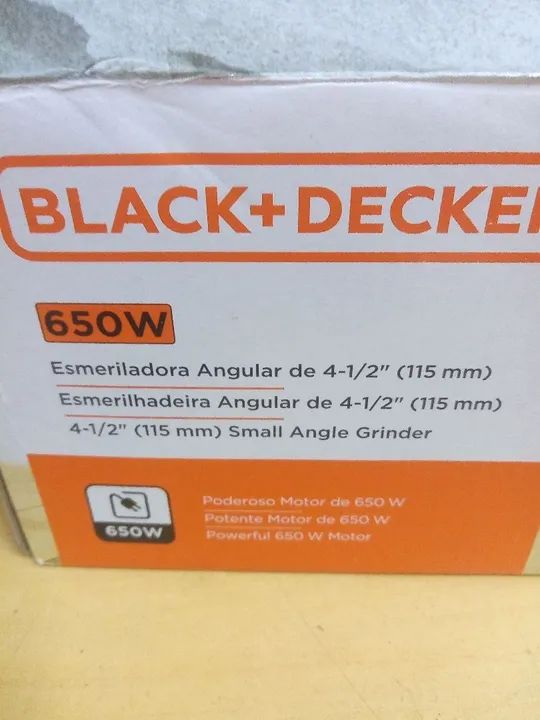 BLACK+DECKER
650W
Esmeriladora Angular de 4-1/2" (115 mm)
Esmerilhadeira Angular de 4-1/2" (115 mm)
4-1/2" (115 mm) Small Angle Grinder
650W
Poderoso Motor de 650 W
Potente Motor de 650 W
Powerful 650 W Motor